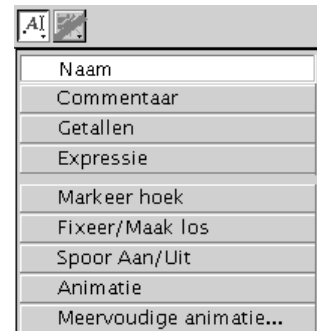 A
Naam
Commentaar
Getallen
Expressie
Markeer hoek
Fixeer/Maak los
Spoor Aan/Uit
Animatie
Meervoudige animatie...